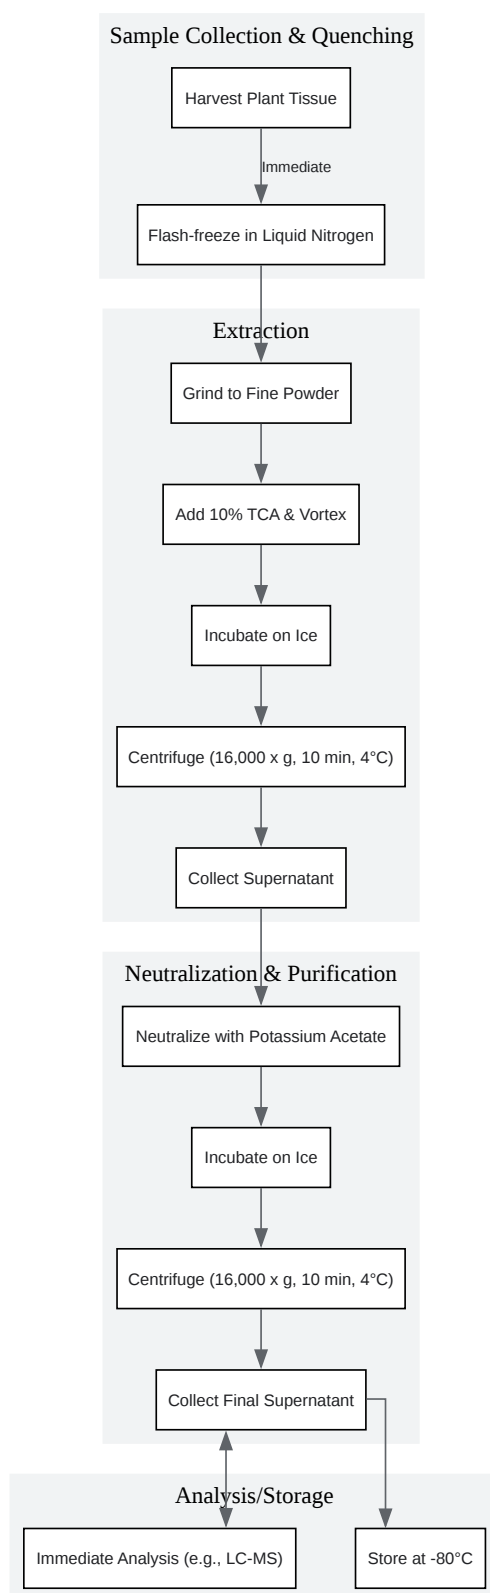 Sample Collection & Quenching
Harvest Plant Tissue
Immediate
Flash-freeze in Liquid Nitrogen
Extraction
Grind to Fine Powder
Add 10% TCA & Vortex
Incubate on Ice
Centrifuge (16,000 x g, 10 min, 4°C)
Collect Supernatant
Neutralization & Purification
Neutralize with Potassium Acetate
Incubate on Ice
Centrifuge (16,000 x g, 10 min, 4°C)
Collect Final Supernatant
Analysis/Storage
Immediate Analysis (e.g., LC-MS)
Store at -80°C